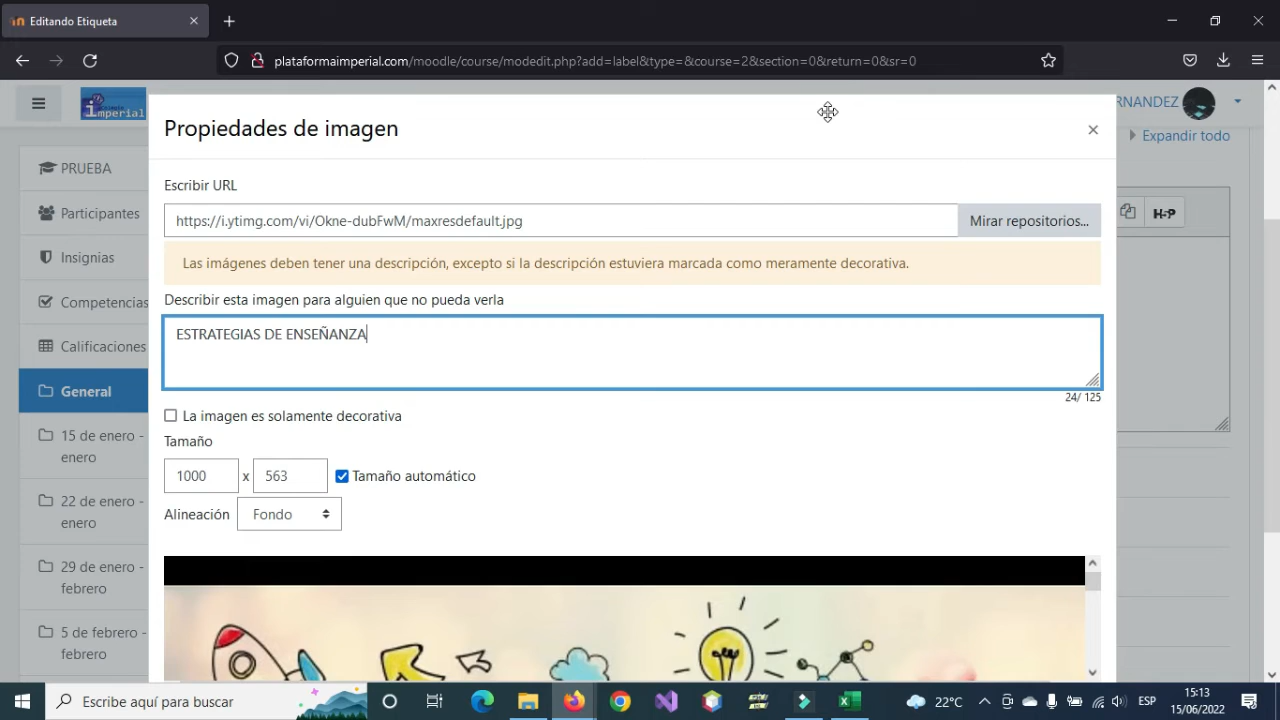 Editando Etiqueta
plataformaimperial.com/moodle/course/modedit.php?add=label&type=&course=2&section=0&return=0&sr=0
imperial
RNANDEZ
Propiedades de imagen
Expandir todo
PRUEBA
Escribir URL
Participantes
https://i.ytimg.com/vi/Okne-dubFwM/maxresdefault.jpg
Mirar repositorios...
H-P
Insignias
Las imágenes deben tener una descripción, excepto si la descripción estuviera marcada como meramente decorativa.
Competencias
Describir esta imagen para alguien que no pueda verla
ESTRATEGIAS DE ENSEÑANZA
Calificaciones
General
24/ 125
La imagen es solamente decorativa
15 de enero -
enero
Tamaño
1000 x 563
Tamaño automático
22 de enero -
enero
Alineación
Fondo
29 de enero -
febrero
5 de febrero -
febrero
Escribe aquí para buscar
22°C
ESP
15:13
15/06/2022